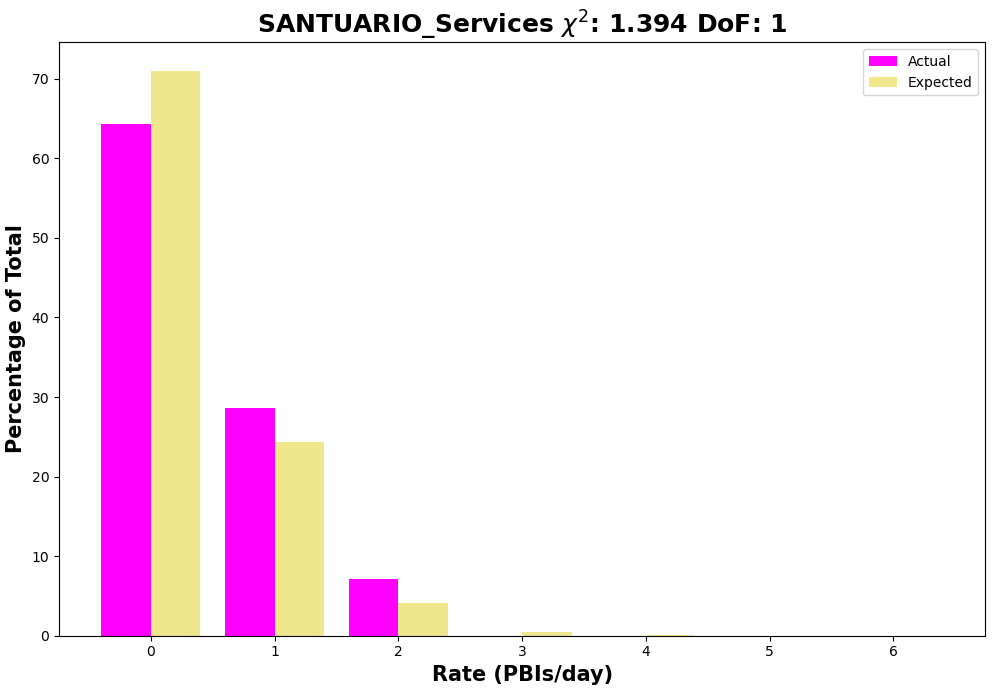 SANTUARIO_Services χ²: 1.394 DoF: 1
Actual
Expected
Percentage of Total
70
60
50
40
30
20
10
0
0 1 2 3 4 5 6
Rate (PBIs/day)